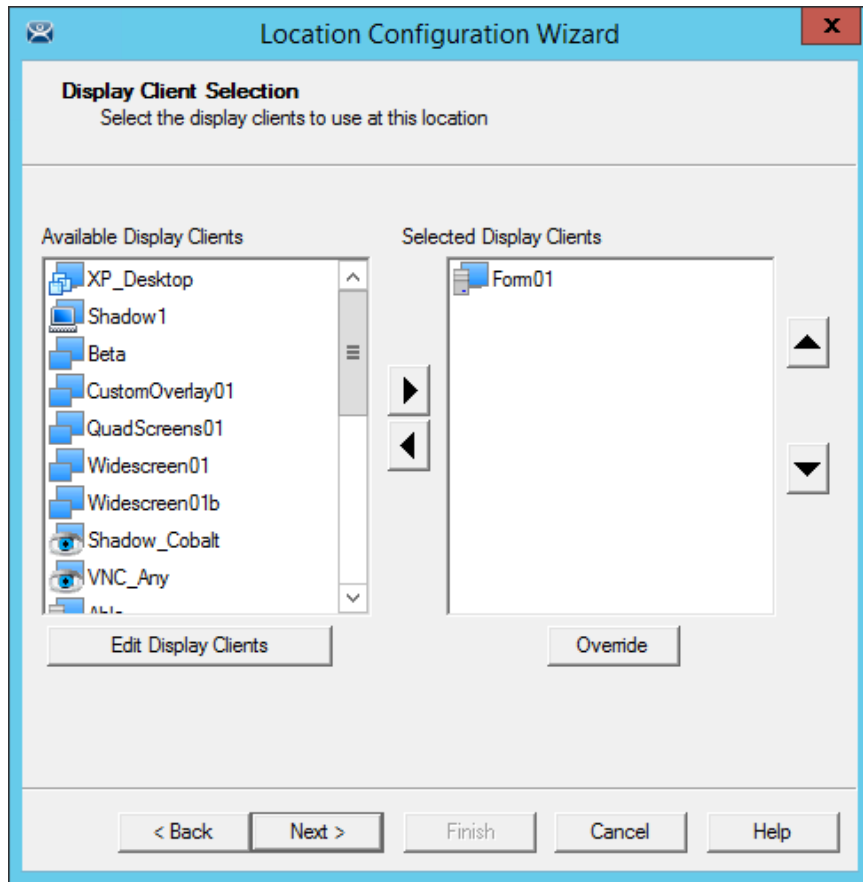 Location Configuration Wizard
x
Display Client Selection
Select the display clients to use at this location
Available Display Clients
XP_Desktop
Shadow1
Beta
CustomOverlay01
QuadScreens01
Widescreen01
Widescreen01b
Shadow_Cobalt
VNC_Any
Edit Display Clients
Selected Display Clients
Form01
Override
< Back
Next >
Finish
Cancel
Help